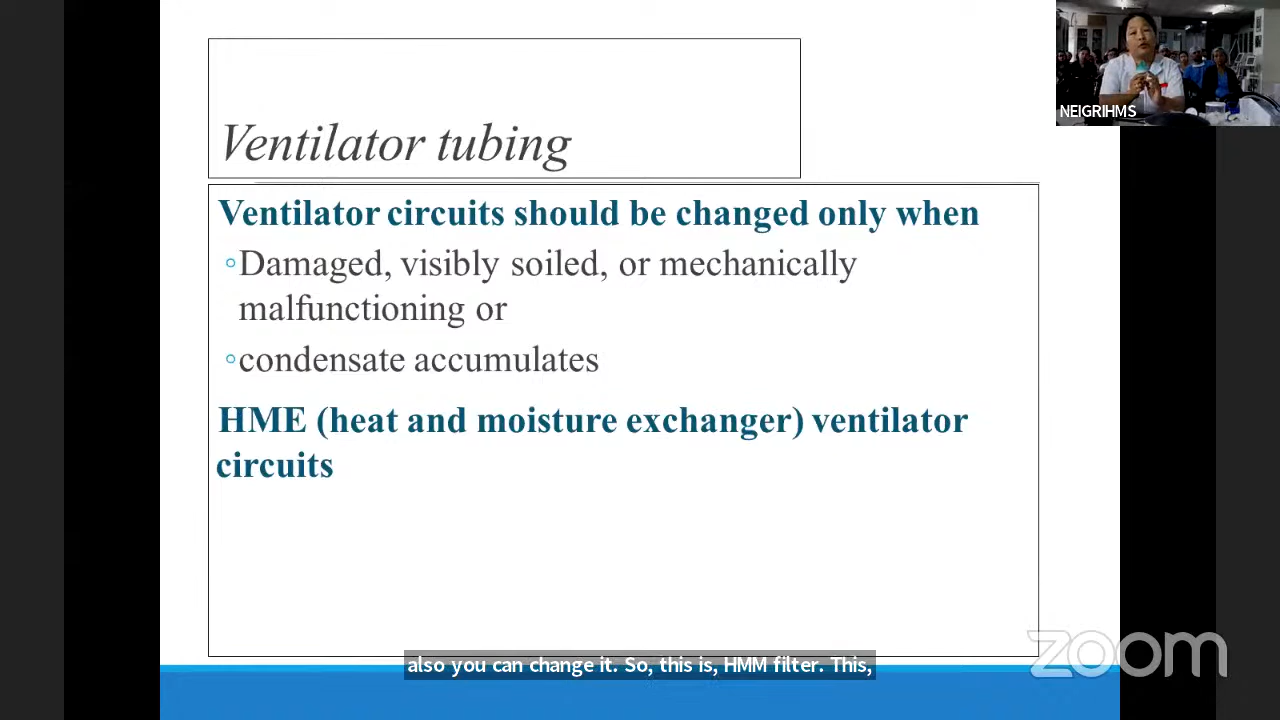 NEIGRIHMS
Ventilator tubing
Ventilator circuits should be changed only when
◦Damaged, visibly soiled, or mechanically
malfunctioning or
◦condensate accumulates
HME (heat and moisture exchanger) ventilator
circuits
zoom
also you can change it. So, this is, HMM filter. This,